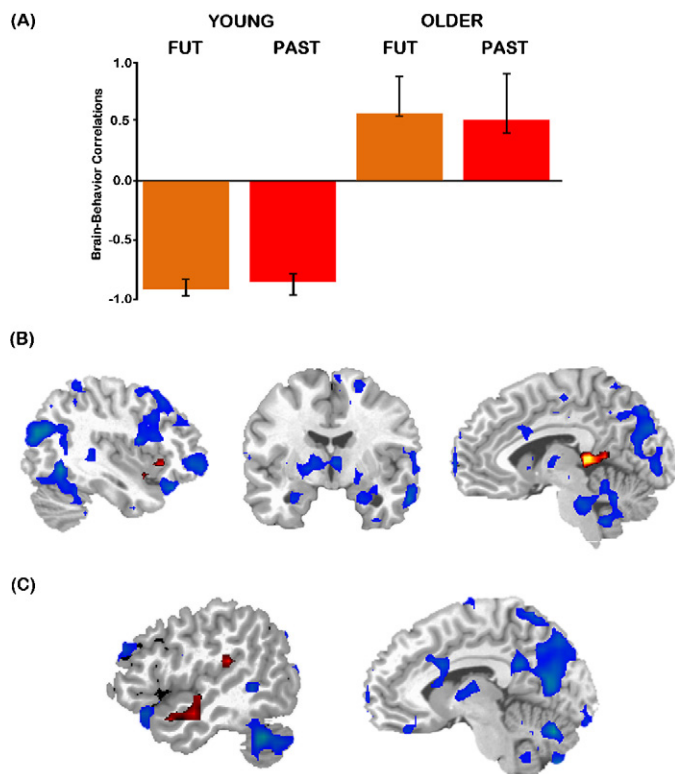 (A)
YOUNG OLDER
FUT PAST FUT PAST
Brain-Behavior Correlations
1.0
0.5
0.0
-0.5
-1.0
(B)
(C)